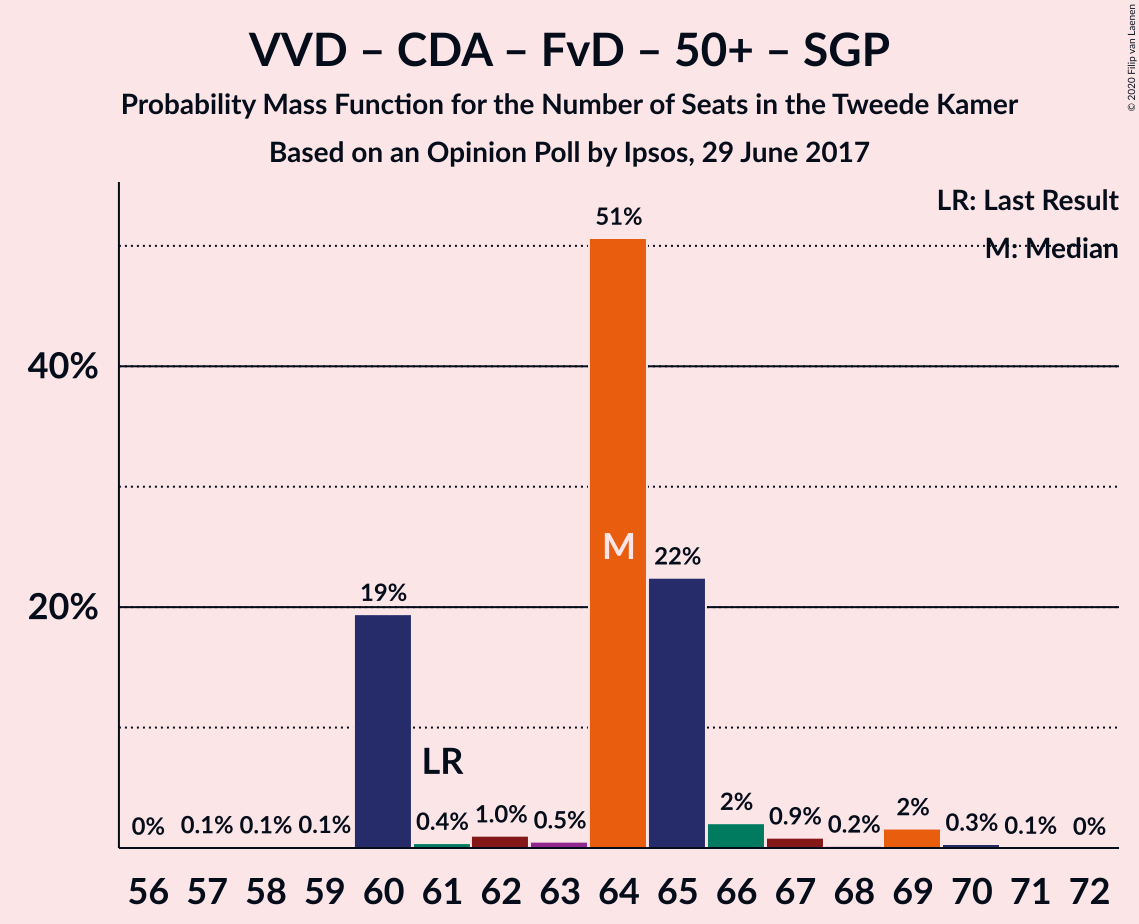 VVD – CDA – FvD – 50+ – SGP
Probability Mass Function for the Number of Seats in the Tweede Kamer
Based on an Opinion Poll by Ipsos, 29 June 2017
© 2020 Filip van Laenen
LR: Last Result
M: Median
40%
20%
0%
0.1%
0.1%
0.1%
19%
LR
0.4%
1.0%
0.5%
51%
M
22%
2%
0.9%
0.2%
2%
0.3%
0.1%
0%
56 57 58 59 60 61 62 63 64 65 66 67 68 69 70 71 72